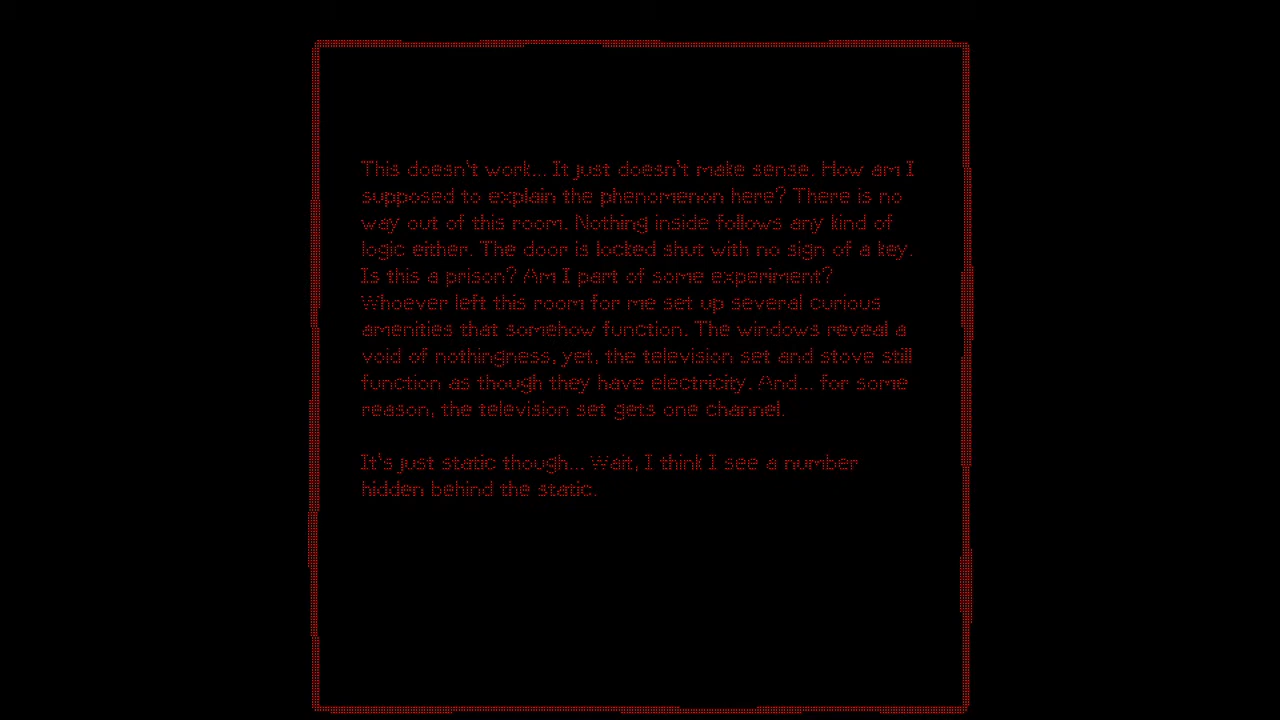 This doesn't work... It just doesn't make sense. How am I
supposed to explain the phenomenon here? There is no
way out of this room. Nothing inside follows any kind of
logic either. The door is locked shut with no sign of a key.
Is this a prison? Am I part of some experiment?
Whoever left this room for me set up several curious
amenities that somehow function. The windows reveal a
void of nothingness, yet, the television set and stove still
function as though they have electricity. And... for some
reason, the television set gets one channel.
It's just static though... Wait, I think I see a number
hidden behind the static.